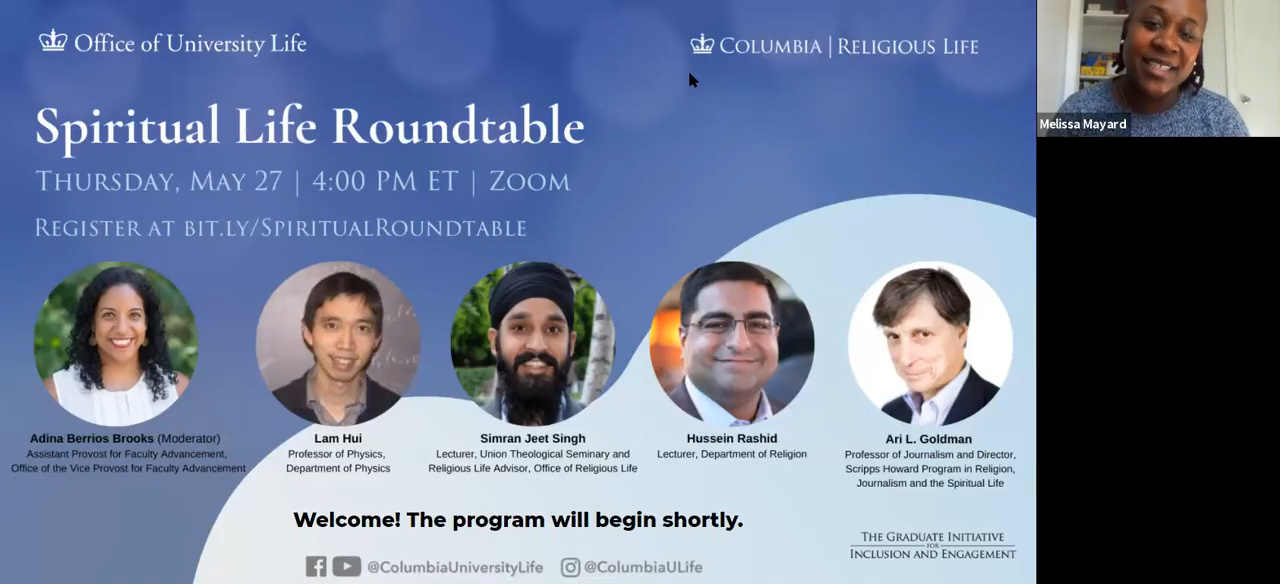 Office of University Life
Columbia | Religious Life
Spiritual Life Roundtable
Thursday, May 27 | 4:00 PM ET | Zoom
Register at bit.ly/SpiritualRoundtable
Melissa Mayard
Adina Berrios Brooks (Moderator)
Assistant Provost for Faculty Advancement,
Office of the Vice Provost for Faculty Advancement
Lam Hui
Professor of Physics,
Department of Physics
Simran Jeet Singh
Lecturer, Union Theological Seminary and
Religious Life Advisor, Office of Religious Life
Hussein Rashid
Lecturer, Department of Religion
Ari L. Goldman
Professor of Journalism and Director,
Scripps Howard Program in Religion,
Journalism and the Spiritual Life
Welcome! The program will begin shortly.
The Graduate Initiative
for
Inclusion and Engagement
@ColumbiaUniversityLife
@ColumbiaULife